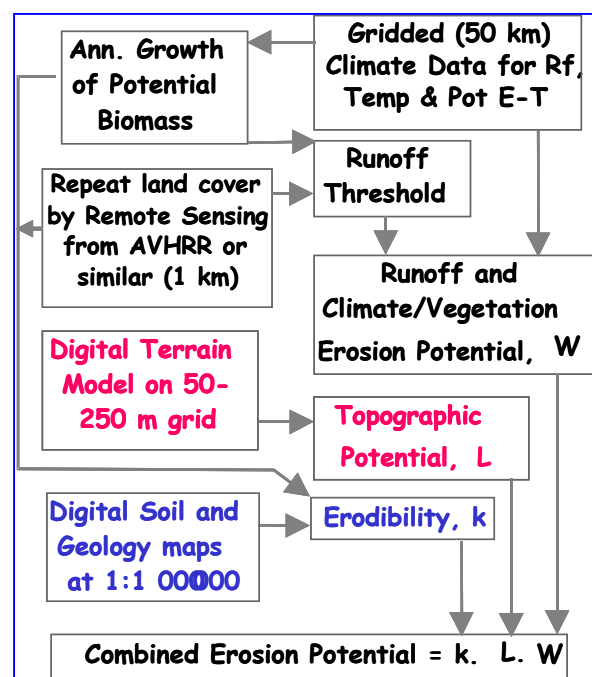 Ann. Growth
of Potential
Biomass
Gridded (50 km)
Climate Data for Rf,
Temp & Pot E-T
Runoff
Threshold
Repeat land cover
by Remote Sensing
from AVHRR or
similar (1 km)
Runoff and
Climate/Vegetation
Erosion Potential, W
Digital Terrain
Model on 50-
250 m grid
Topographic
Potential, L
Digital Soil and
Geology maps
at 1:1 000000
Erodibility, k
Combined Erosion Potential = k. L. W